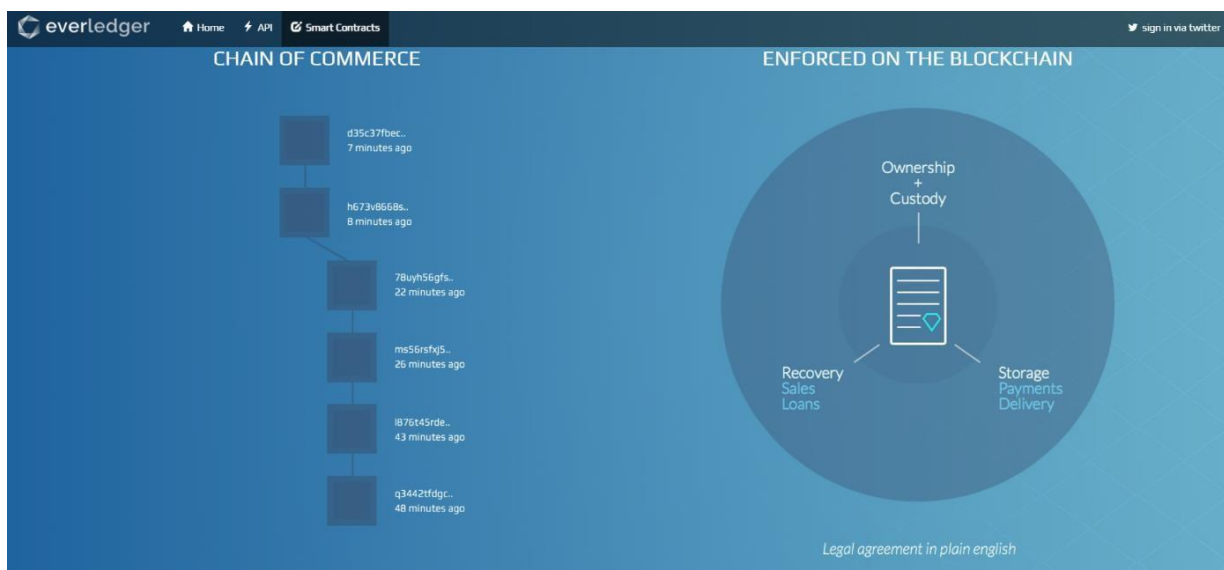 everledger
Home
API
Smart Contracts
sign in via twitter
CHAIN OF COMMERCE
d35c37fbec..
7 minutes ago
h673v8668s..
8 minutes ago
78uyh56gfs..
22 minutes ago
ms56rsfxj5..
26 minutes ago
l876t45rde..
43 minutes ago
q3442tfdgc..
48 minutes ago
ENFORCED ON THE BLOCKCHAIN
Ownership
+
Custody
Recovery
Sales
Loans
Storage
Payments
Delivery
Legal agreement in plain english